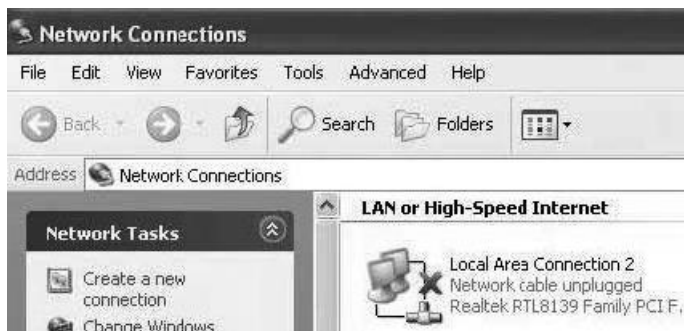 Network Connections
File Edit View Favorites Tools Advanced Help
Back Search Folders
Address Network Connections
Network Tasks
Create a new
connection
Change Windows
LAN or High-Speed Internet
Local Area Connection 2
Network cable unplugged
Realtek RTL8139 Family PCI F.